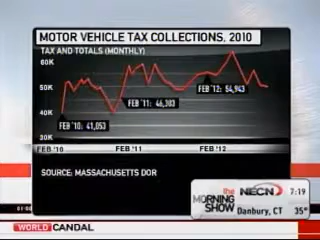 MOTOR VEHICLE TAX COLLECTIONS, 2010
TAX AND TOTALS (MONTHLY)
60K
50K
40K
20K
FEB '10: 41,053
FEB '11: 46,383
FEB '12: 54,943
FEB '10
FEB '11
FEB '12
SOURCE: MASSACHUSETTS DOR
the
MORNING
SHOW
NECN
7:19
Danbury, CT 35°
WORLD CANDAL